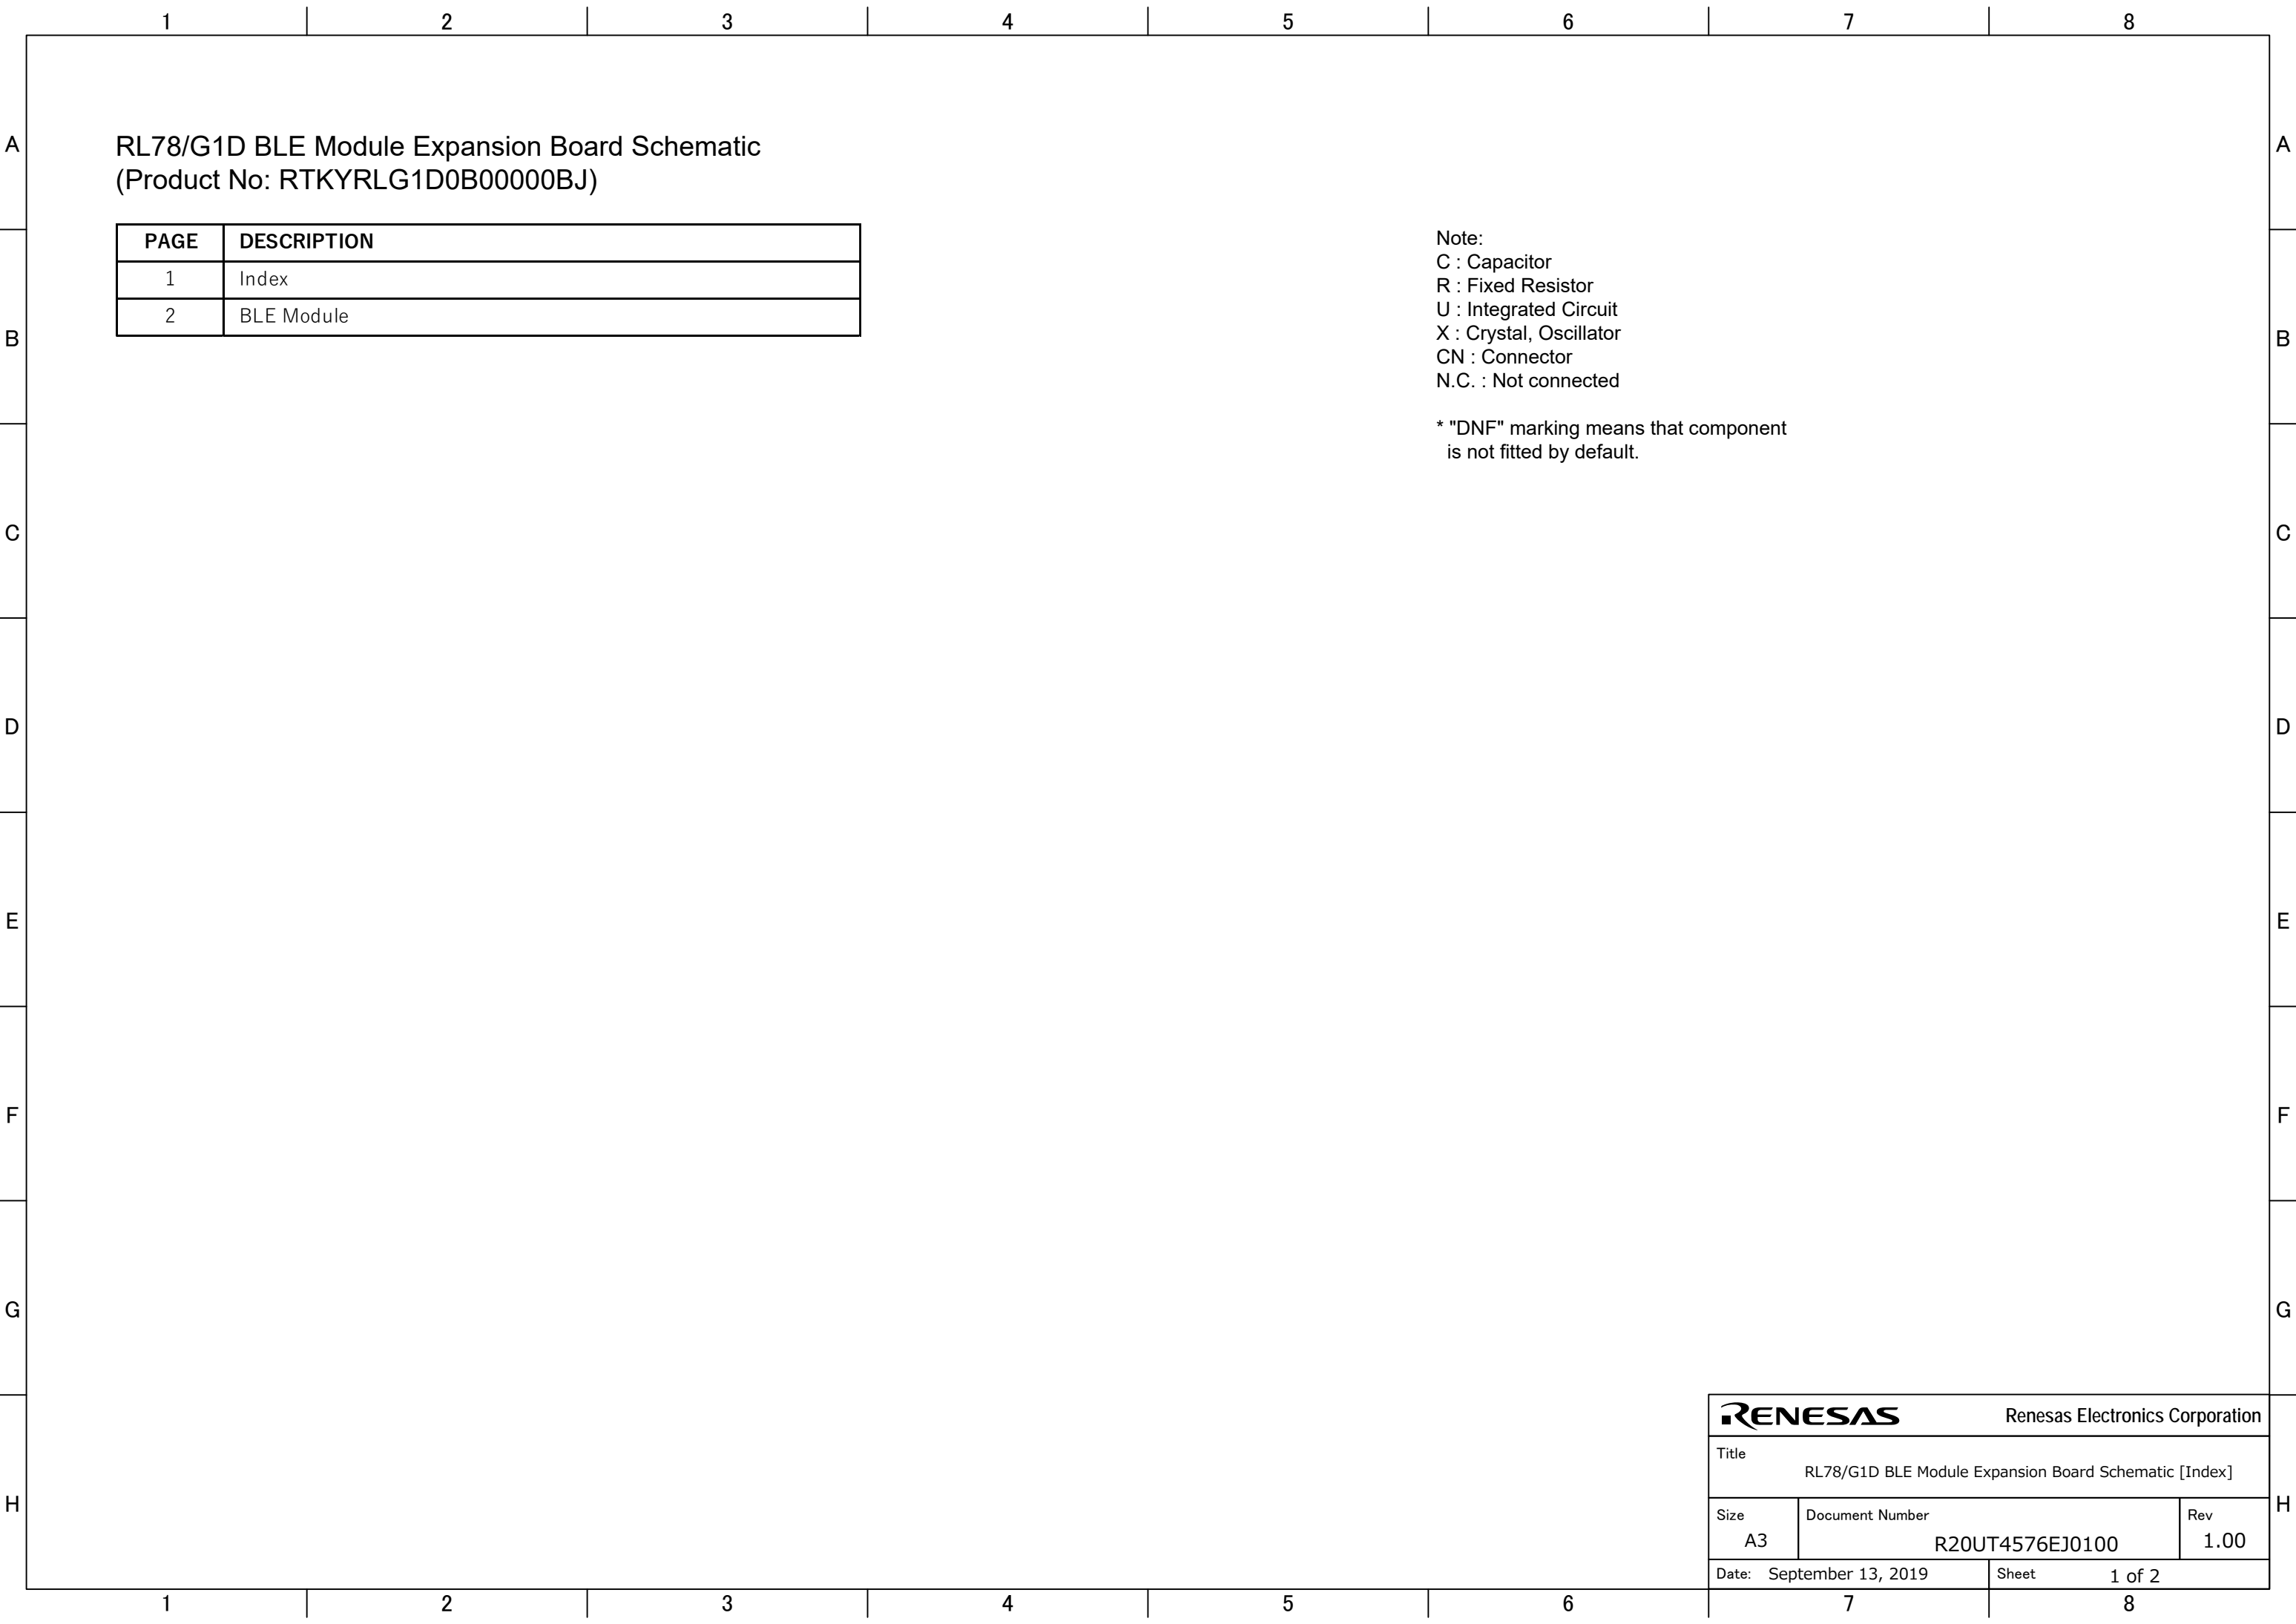 1 2 3 4 5 6 7 8
A A
RL78/G1D BLE Module Expansion Board Schematic
(Product No: RTKYRLG1D0B00000BJ)
PAGE DESCRIPTION
1 Index
2 BLE Module
Note:
C : Capacitor
R : Fixed Resistor
U : Integrated Circuit
X : Crystal, Oscillator
CN : Connector
N.C. : Not connected
* "DNF" marking means that component
is not fitted by default.
B B
C C
D D
E E
F F
G G
H H
RENESAS Renesas Electronics Corporation
Title
RL78/G1D BLE Module Expansion Board Schematic [Index]
Size Document Number Rev
A3 R20UT4576EJ0100 1.00
Date: September 13, 2019 Sheet 1 of 2
1 2 3 4 5 6 7 8